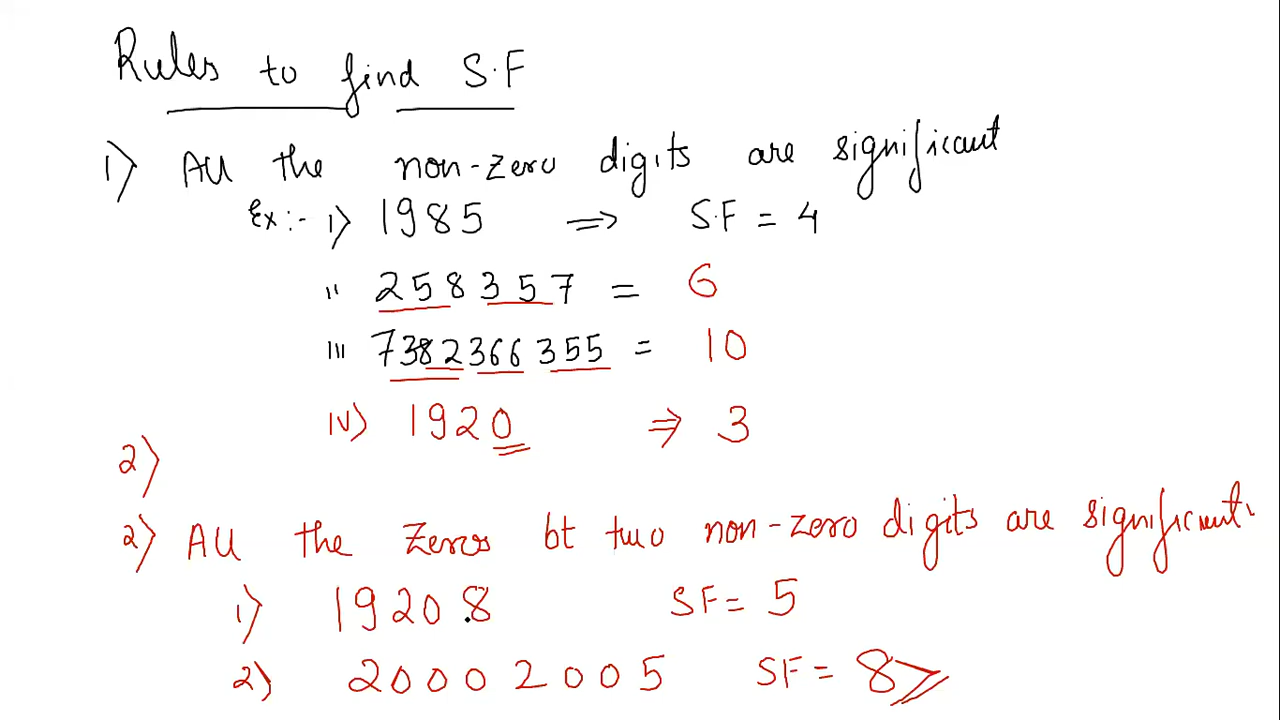 Rules to find S.F
1) All the non-zero digits are significant
Ex:- i) 1985 ⇒ S.F = 4
ii 258357 = 6
iii 7382366355 = 10
iv) 1920 ⇒ 3
2)
2) All the zeros bt two non-zero digits are significant.
1) 19208 SF = 5
2) 20002005 SF = 8